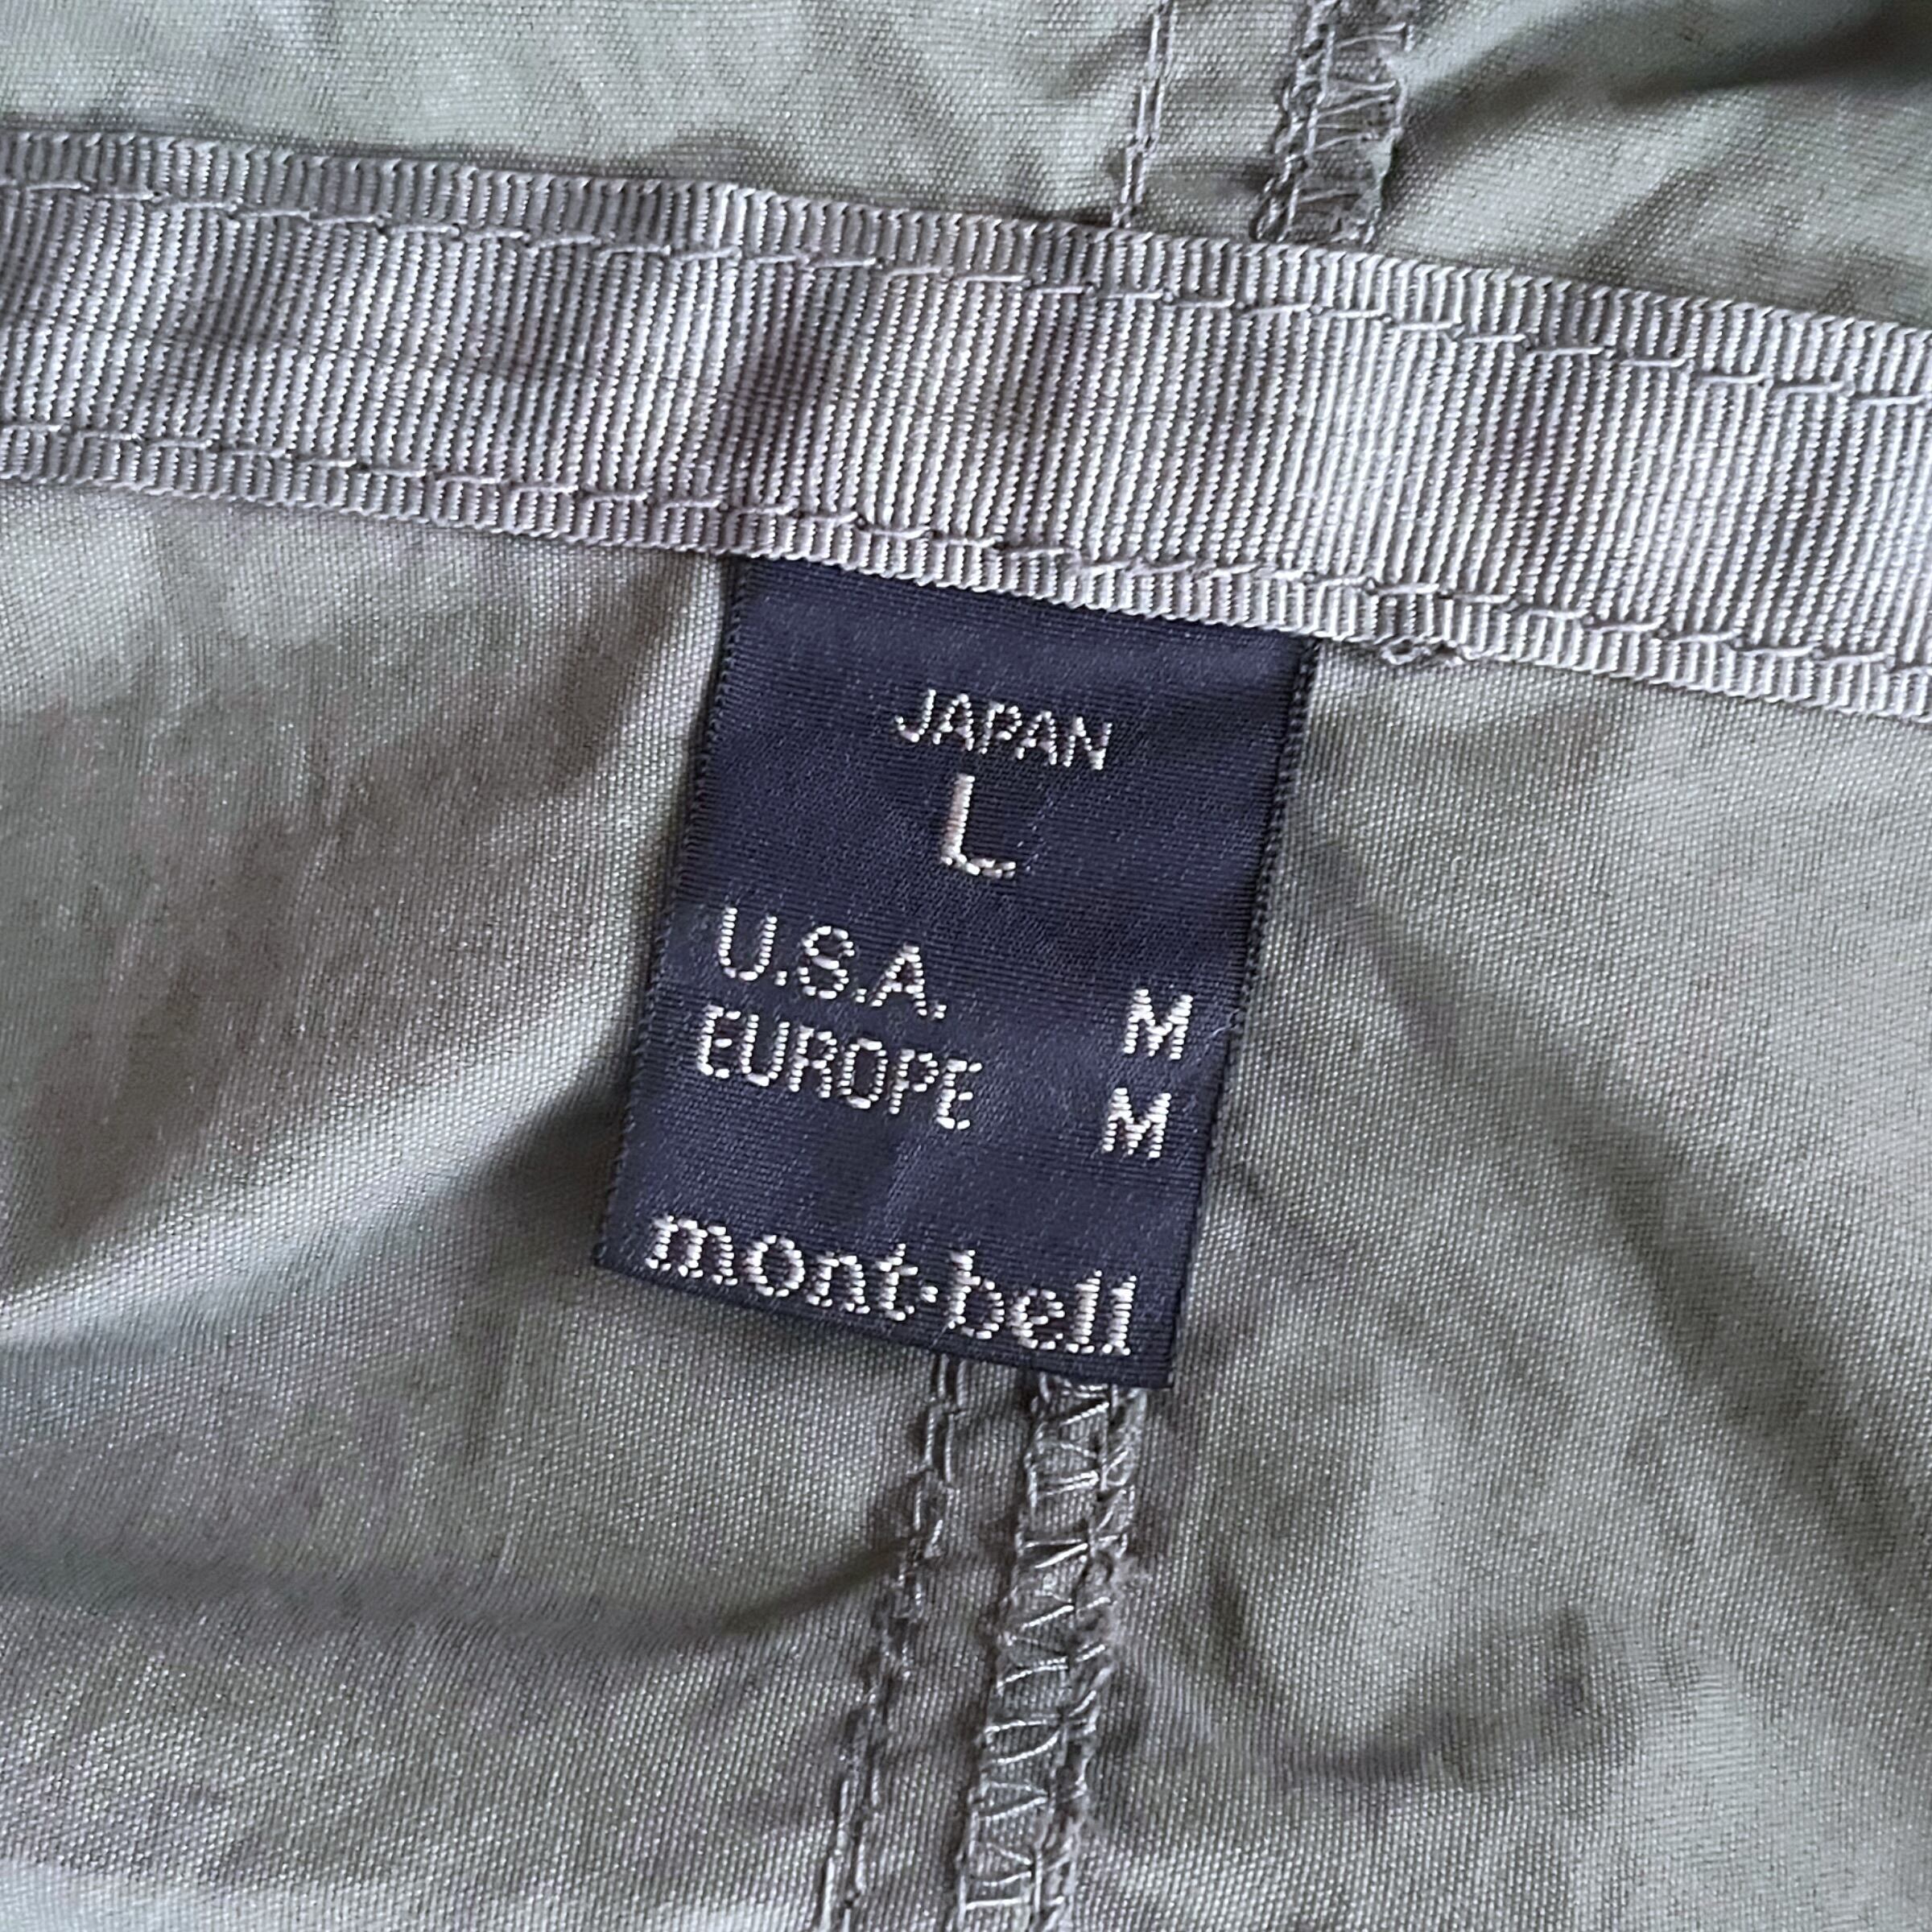 JAPAN
L
U.S.A. M
EUROPE M
mont·bell